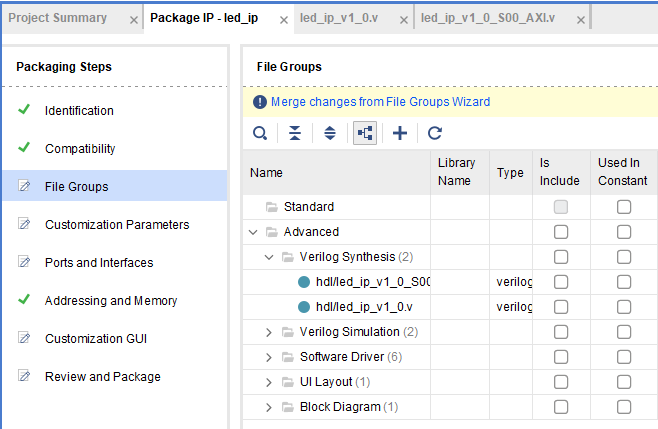 Project Summary
Package IP - led_ip
led_ip_v1_0.v
led_ip_v1_0_S00_AXI.v
Packaging Steps
Identification
Compatibility
File Groups
Customization Parameters
Ports and Interfaces
Addressing and Memory
Customization GUI
Review and Package
File Groups
Merge changes from File Groups Wizard
Name
Library Name
Type
Is Include
Used In Constant
Standard
Advanced
Verilog Synthesis (2)
hdl/led_ip_v1_0_S00
verilog
hdl/led_ip_v1_0.v
verilog
Verilog Simulation (2)
Software Driver (6)
UI Layout (1)
Block Diagram (1)